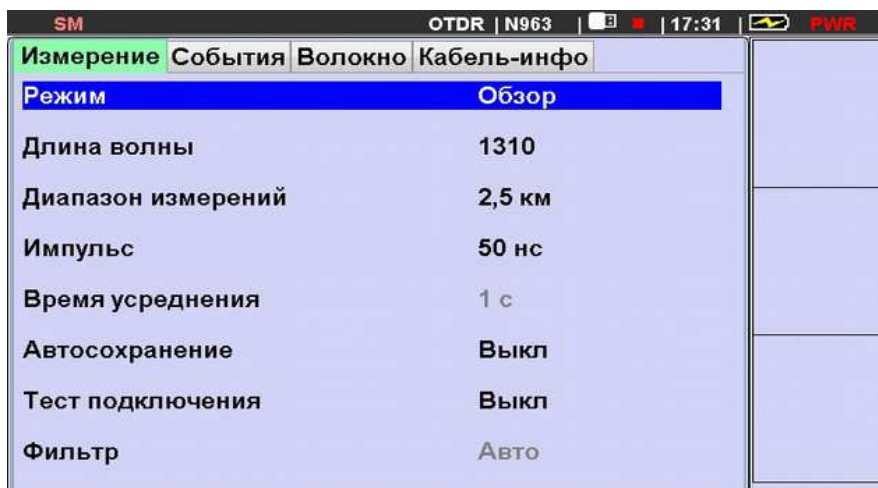 SM OTDR | N963 | | 17:31 | PWR
Измерение События Волокно Кабель-инфо
Режим Обзор
Длина волны 1310
Диапазон измерений 2,5 км
Импульс 50 нс
Время усреднения 1 с
Автосохранение Выкл
Тест подключения Выкл
Фильтр Авто